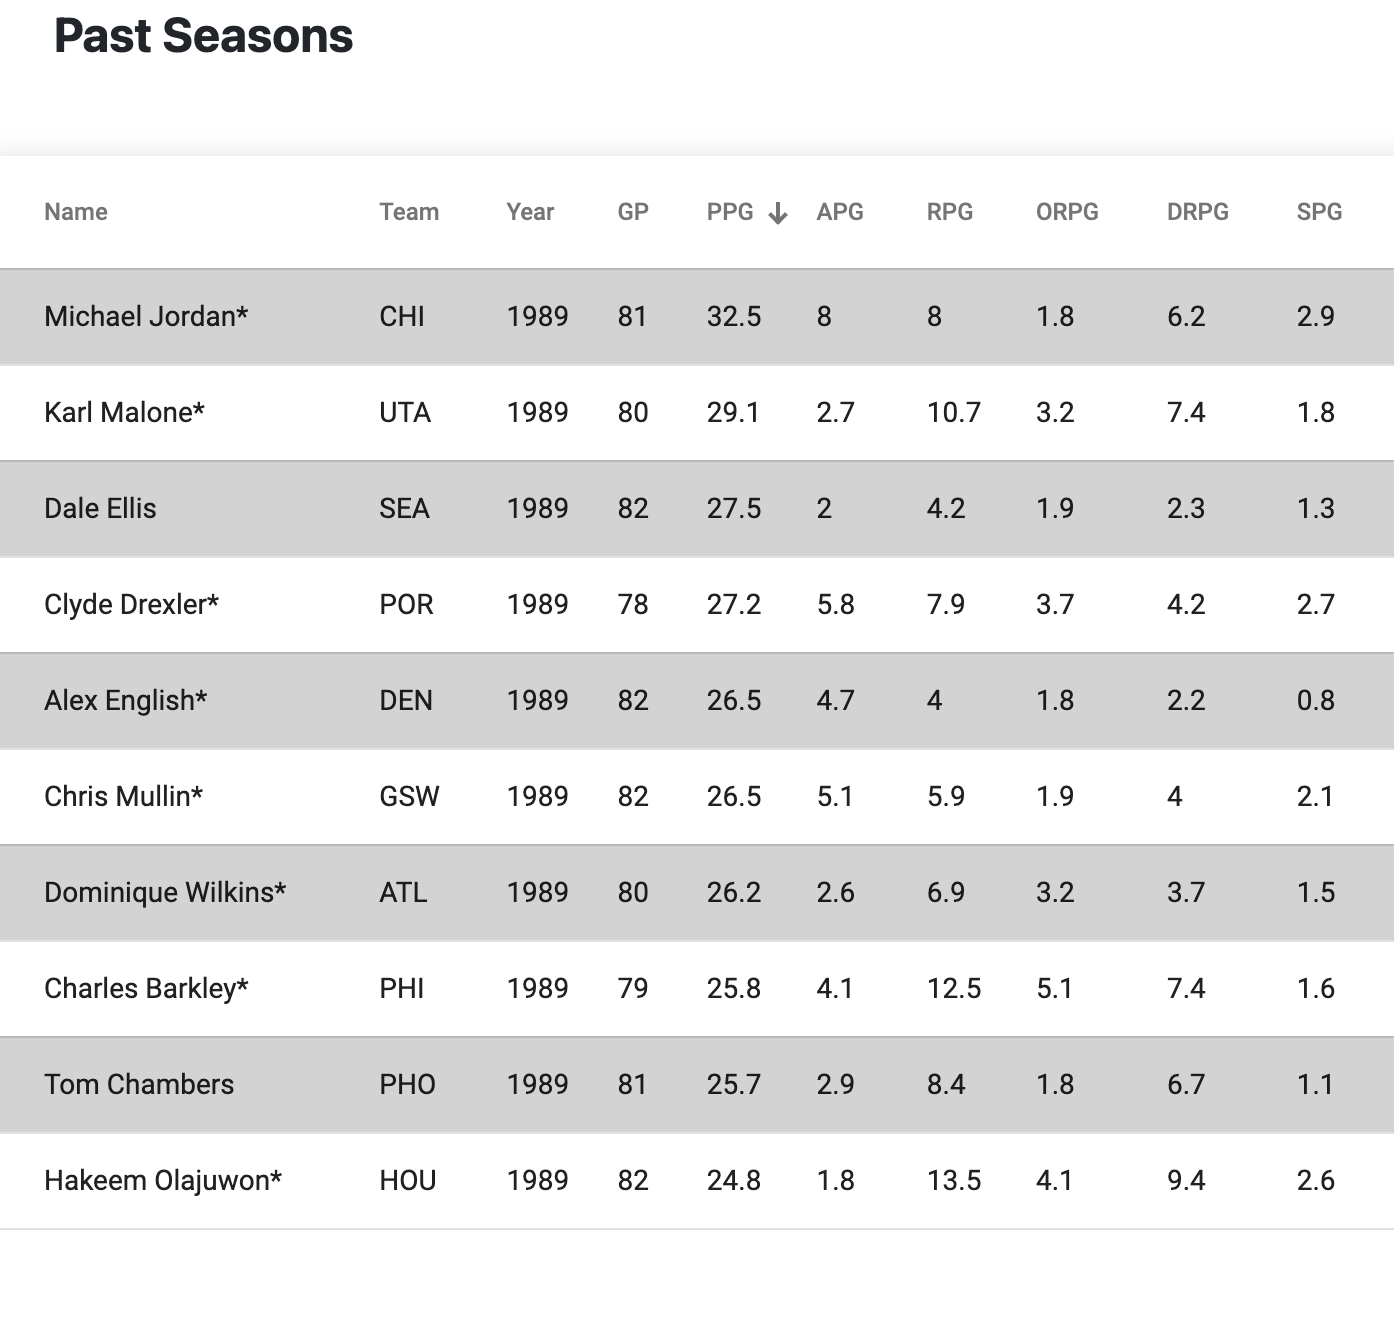 Past Seasons
Name Team Year GP PPG ↓ APG RPG ORPG DRPG SPG
Michael Jordan* CHI 1989 81 32.5 8 8 1.8 6.2 2.9
Karl Malone* UTA 1989 80 29.1 2.7 10.7 3.2 7.4 1.8
Dale Ellis SEA 1989 82 27.5 2 4.2 1.9 2.3 1.3
Clyde Drexler* POR 1989 78 27.2 5.8 7.9 3.7 4.2 2.7
Alex English* DEN 1989 82 26.5 4.7 4 1.8 2.2 0.8
Chris Mullin* GSW 1989 82 26.5 5.1 5.9 1.9 4 2.1
Dominique Wilkins* ATL 1989 80 26.2 2.6 6.9 3.2 3.7 1.5
Charles Barkley* PHI 1989 79 25.8 4.1 12.5 5.1 7.4 1.6
Tom Chambers PHO 1989 81 25.7 2.9 8.4 1.8 6.7 1.1
Hakeem Olajuwon* HOU 1989 82 24.8 1.8 13.5 4.1 9.4 2.6